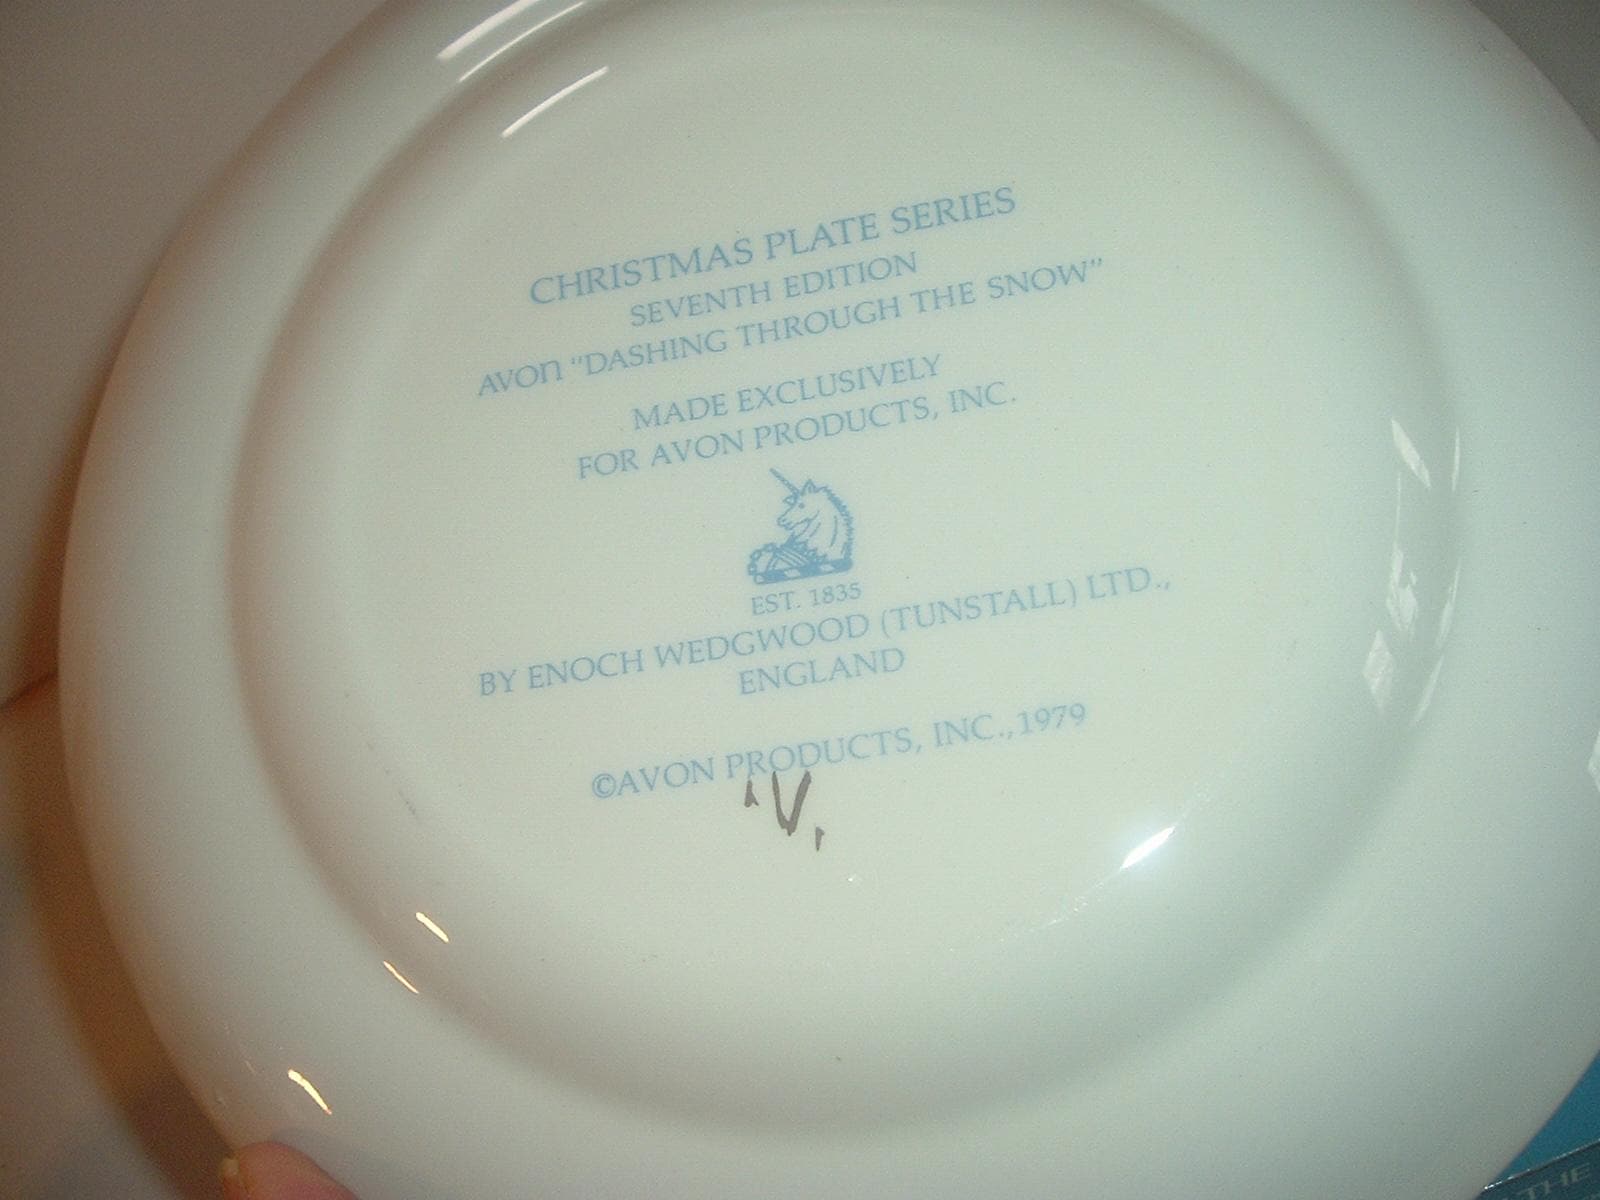 CHRISTMAS PLATE SERIES
SEVENTH EDITION
AVON "DASHING THROUGH THE SNOW"
MADE EXCLUSIVELY
FOR AVON PRODUCTS, INC.
EST. 1835
BY ENOCH WEDGWOOD (TUNSTALL) LTD.,
ENGLAND
©AVON PRODUCTS, INC., 1979
THE